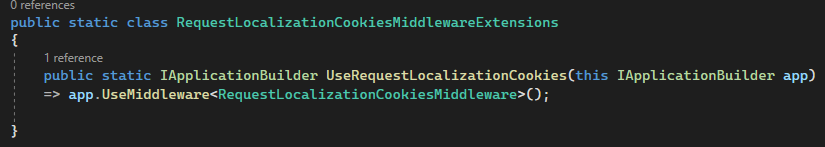 0 references
public static class RequestLocalizationCookiesMiddlewareExtensions
{
1 reference
public static IApplicationBuilder UseRequestLocalizationCookies(this IApplicationBuilder app)
=> app.UseMiddleware<RequestLocalizationCookiesMiddleware>();
}